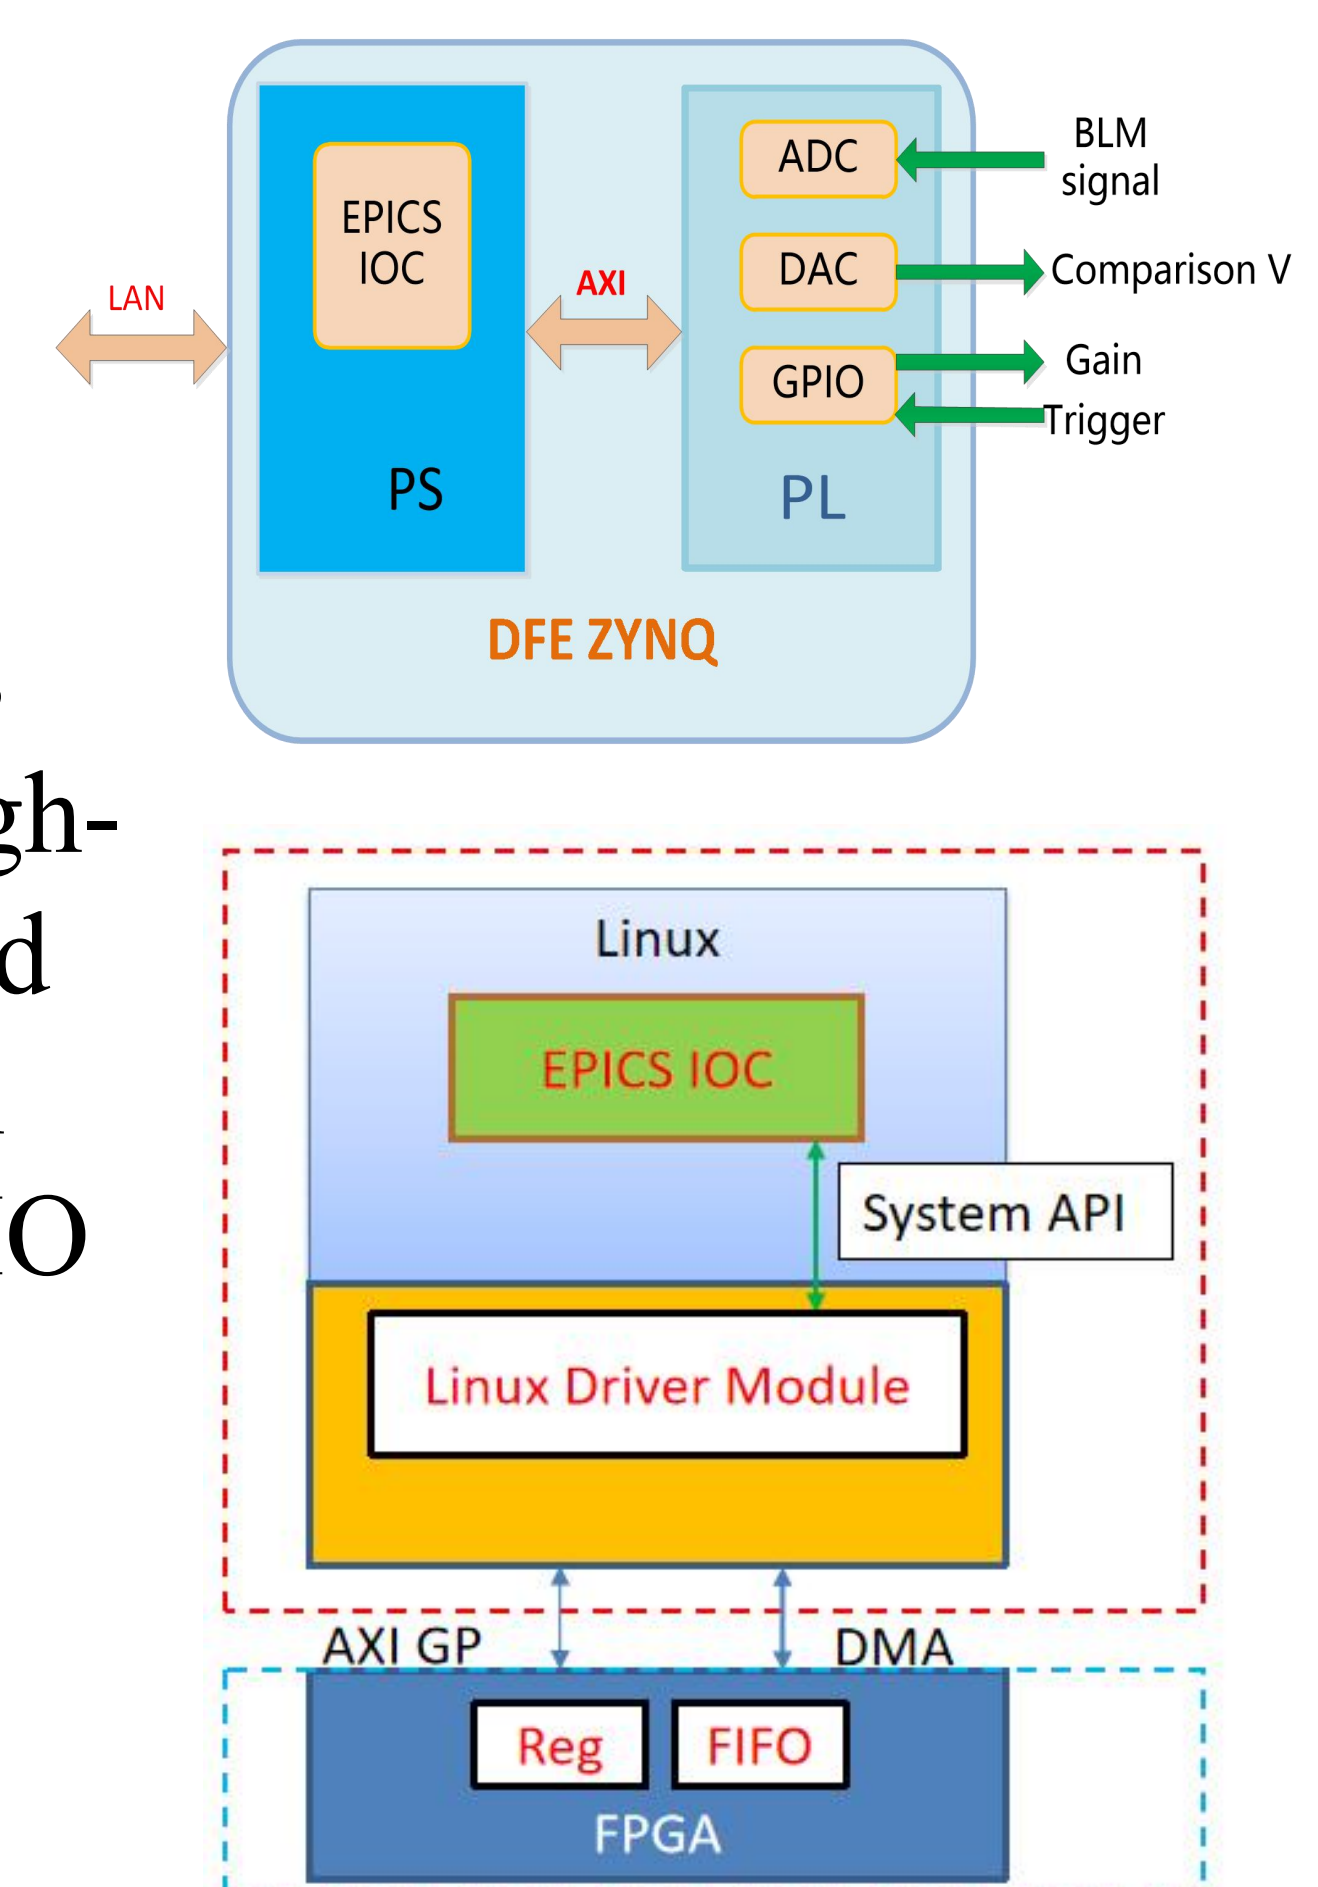 BLM
signal
ADC
EPICS
IOC
DAC
Comparison V
LAN
AXI
Gain
GPIO
Trigger
PS
PL
DFE ZYNQ
gh-
d
IO
Linux
EPICS IOC
System API
Linux Driver Module
AXI GP
DMA
Reg
FIFO
FPGA